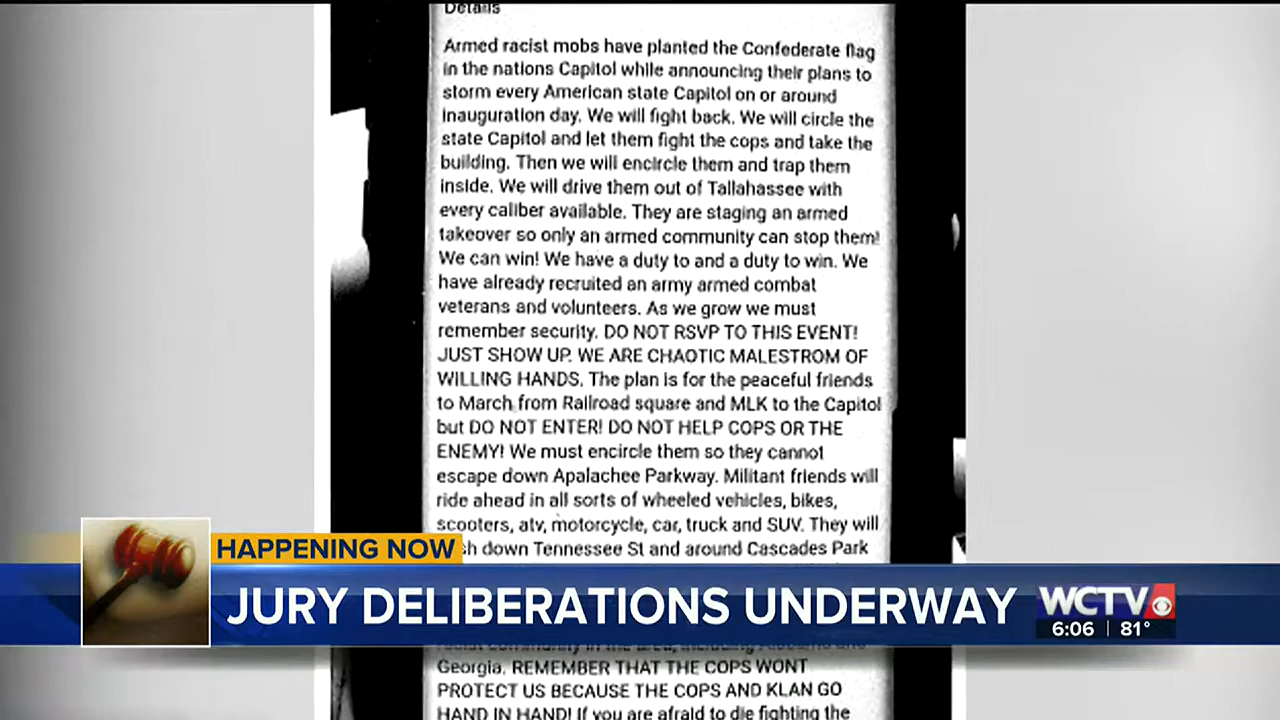 Details
Armed racist mobs have planted the Confederate flag
in the nations Capitol while announcing their plans to
storm every American state Capitol on or around
inauguration day. We will fight back. We will circle the
state Capitol and let them fight the cops and take the
building. Then we will encircle them and trap them
inside. We will drive them out of Tallahassee with
every caliber available. They are staging an armed
takeover so only an armed community can stop them!
We can win! We have a duty to and a duty to win. We
have already recruited an army armed combat
veterans and volunteers. As we grow we must
remember security. DO NOT RSVP TO THIS EVENT!
JUST SHOW UP. WE ARE CHAOTIC MALESTROM OF
WILLING HANDS. The plan is for the peaceful friends
to March from Railroad square and MLK to the Capitol
but DO NOT ENTER! DO NOT HELP COPS OR THE
ENEMY! We must encircle them so they cannot
escape down Apalachee Parkway. Militant friends will
ride ahead in all sorts of wheeled vehicles, bikes,
scooters, atv, motorcycle, car, truck and SUV. They will
down Tennessee St and around Cascades Park
HAPPENING NOW
JURY DELIBERATIONS UNDERWAY
WCTV
6:06 | 81°
Georgia. REMEMBER THAT THE COPS WONT
PROTECT US BECAUSE THE COPS AND KLAN GO
HAND IN HAND! If you are afraid to die fighting the